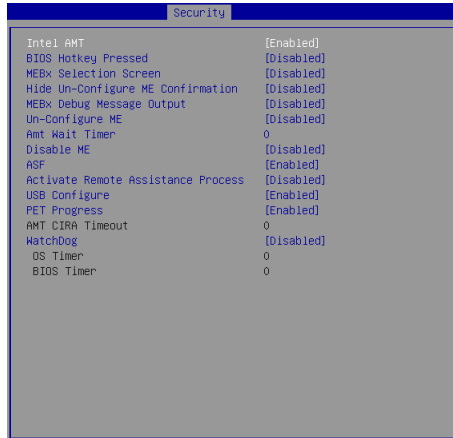 Security
Intel AMT [Enabled]
BIOS Hotkey Pressed [Disabled]
MEBx Selection Screen [Disabled]
Hide Un-Configure ME Confirmation [Disabled]
MEBx Debug Message Output [Disabled]
Un-Configure ME [Disabled]
Amt Wait Timer 0
Disable ME [Disabled]
ASF [Enabled]
Activate Remote Assistance Process [Disabled]
USB Configure [Enabled]
PET Progress [Enabled]
AMT CIRA Timeout 0
WatchDog [Disabled]
OS Timer 0
BIOS Timer 0